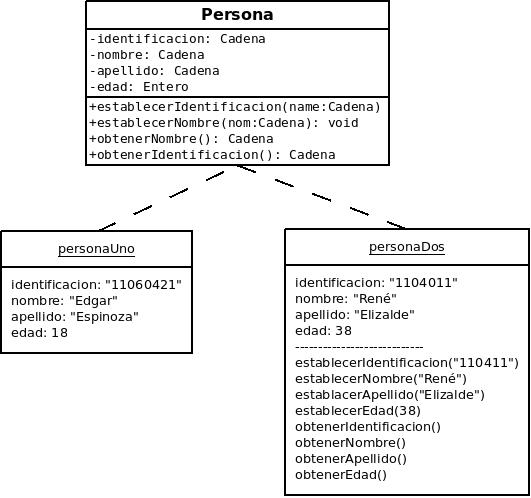 Persona
-identificacion: Cadena
-nombre: Cadena
-apellido: Cadena
-edad: Entero
+establecerIdentificacion(name:Cadena)
+establecerNombre(nom:Cadena): void
+obtenerNombre(): Cadena
+obtenerIdentificacion(): Cadena
personaUno
identificacion: "11060421"
nombre: "Edgar"
apellido: "Espinoza"
edad: 18
personaDos
identificacion: "1104011"
nombre: "René"
apellido: "Elizalde"
edad: 38
----------------------------
establecerIdentificacion("110411")
establecerNombre("René")
establacerApellido("Elizalde")
establecerEdad(38)
obtenerIdentificacion()
obtenerNombre()
obtenerApellido()
obtenerEdad()